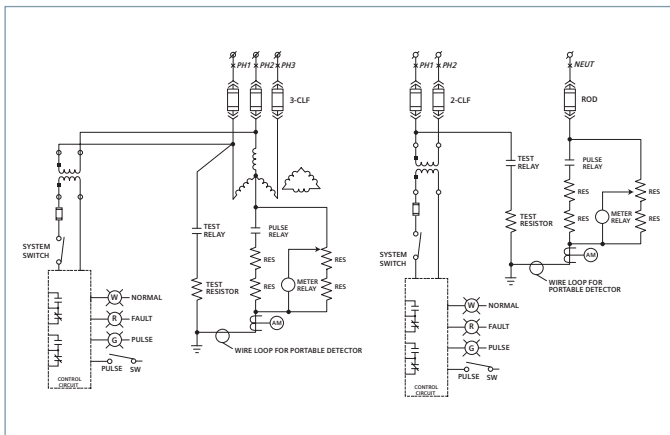 PH1 PH2 PH3
3-CLF
TEST
RELAY
PULSE
RELAY
RES
RES
RES
RES
METER
RELAY
TEST
RESISTOR
AM
SYSTEM
SWITCH
W NORMAL
R FAULT
G PULSE
PULSE SW
CONTROL
CIRCUIT
WIRE LOOP FOR PORTABLE DETECTOR
PH1 PH2
2-CLF
NEUT
ROD
TEST
RELAY
PULSE RELAY
RES
RES
RES
RES
METER
RELAY
TEST
RESISTOR
AM
WIRE LOOP FOR
PORTABLE DETECTOR
SYSTEM
SWITCH
W NORMAL
R FAULT
G PULSE
PULSE SW
CONTROL
CIRCUIT